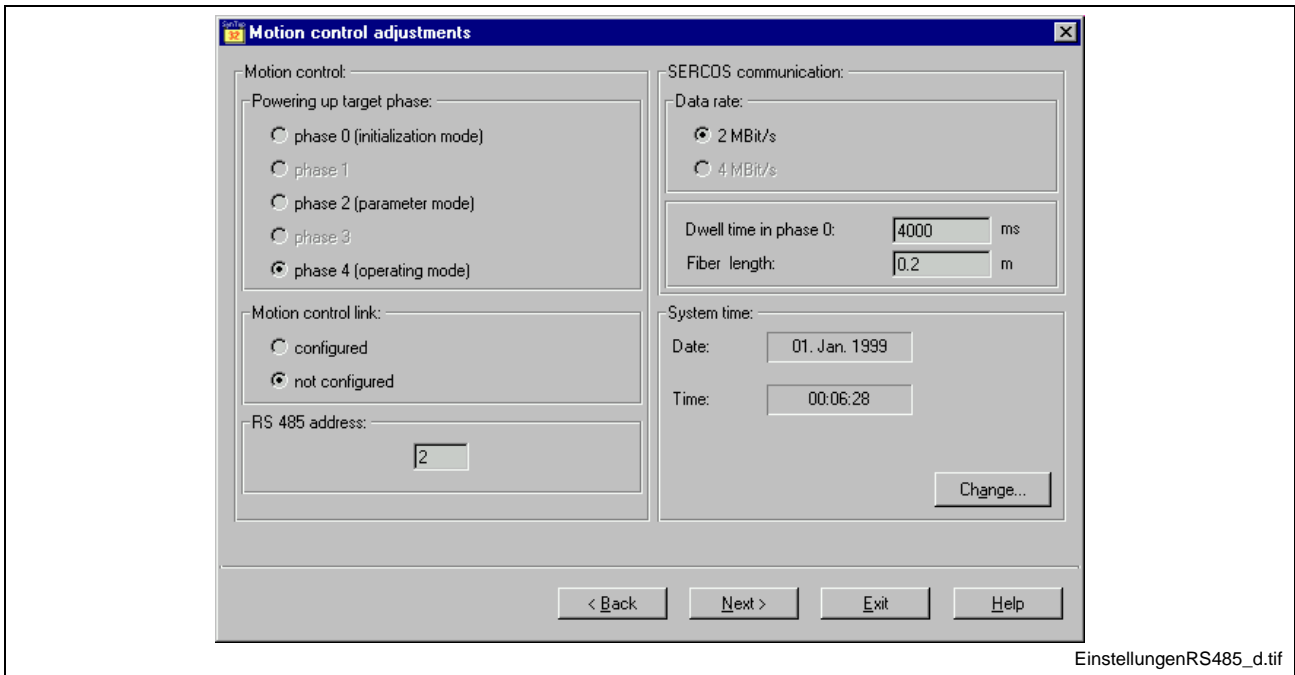 SynTop
32
Motion control adjustments
Motion control:
Powering up target phase:
phase 0 (initialization mode)
phase 1
phase 2 (parameter mode)
phase 3
phase 4 (operating mode)
Motion control link:
configured
not configured
RS 485 address:
2
SERCOS communication:
Data rate:
2 MBit/s
4 MBit/s
Dwell time in phase 0: 4000 ms
Fiber length: 0.2 m
System time:
Date: 01. Jan. 1999
Time: 00:06:28
Change...
< Back Next > Exit Help
EinstellungenRS485_d.tif